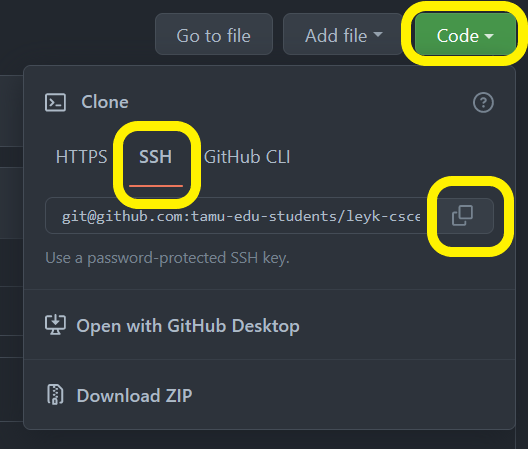 Go to file Add file Code
Clone
HTTPS SSH GitHub CLI
git@github.com:tamu-edu-students/leyk-csce
Use a password-protected SSH key.
Open with GitHub Desktop
Download ZIP